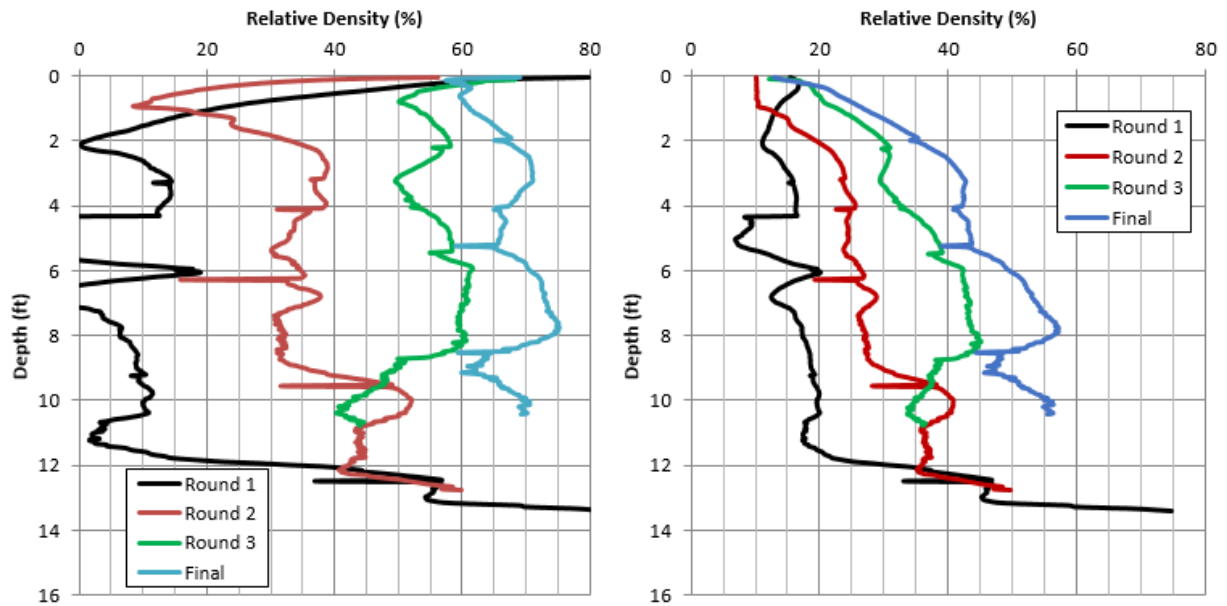 Relative Density (%)
0 20 40 60 80
0
2
4
6
8
10
12
14
16
Depth (ft)
Round 1
Round 2
Round 3
Final
Relative Density (%)
0 20 40 60 80
0
2
4
6
8
10
12
14
16
Depth (ft)
Round 1
Round 2
Round 3
Final